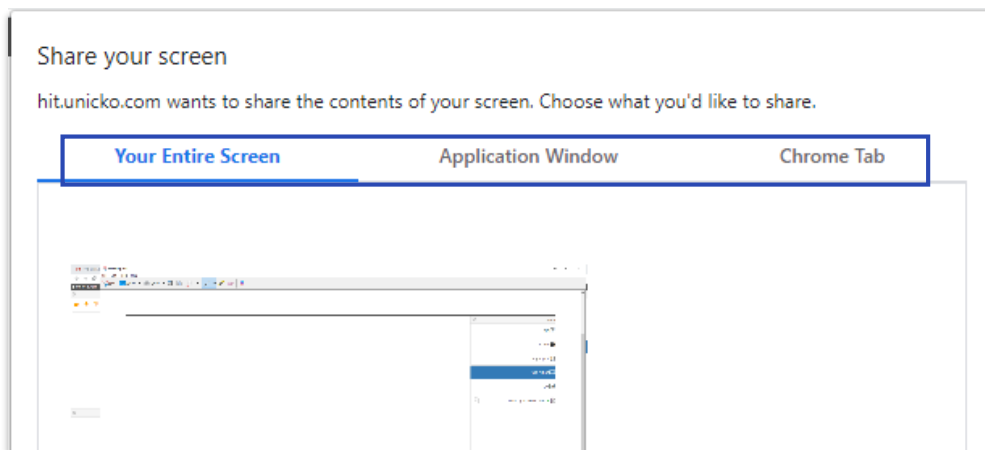 Share your screen
hit.unicko.com wants to share the contents of your screen. Choose what you'd like to share.
Your Entire Screen Application Window Chrome Tab